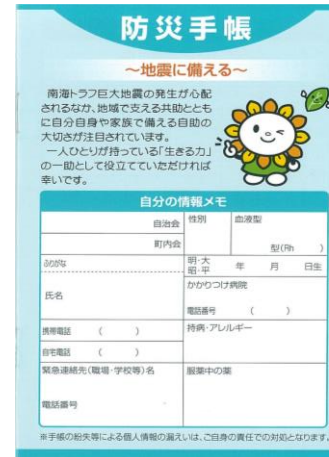 防災手帳
～地震に備える～
南海トラフ巨大地震の発生が心配
されるなか、地域で支える共助ととも
に自分自身や家族で備える自助の
大切さが注目されています。
一人ひとりが持っている「生きる力」
の一助として役立てていただければ
幸いです。
自分の情報メモ
自治会 性別 血液型
町内会 型(Rh )
ふりがな 明・大 昭・平 年 月 日生
氏名 かかりつけ病院
電話番号 ( )
携帯電話 ( ) 持病・アレルギー
自宅電話 ( )
緊急連絡先(職場・学校等)名 服薬中の薬
電話番号
※手帳の紛失等による個人情報の漏えいは、ご自身の責任での対処となります。